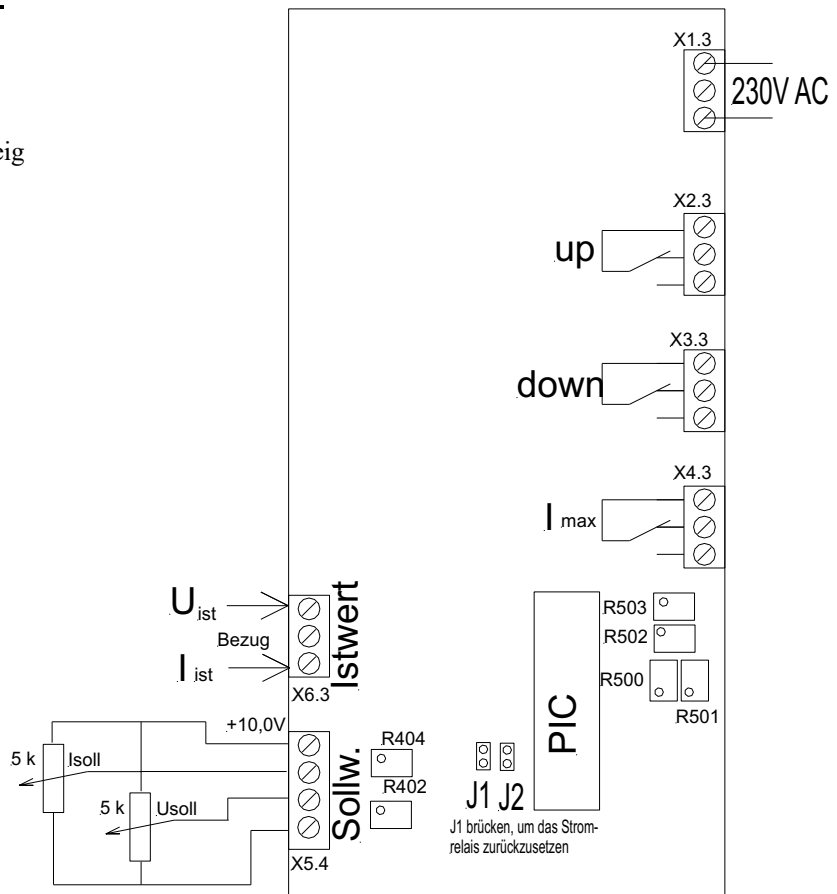 X1.3
230V AC
eig
X2.3
up
X3.3
down
X4.3
I max
U ist
Bezug
I ist
Istwert
X6.3
R503
R502
R500
R501
PIC
+10,0V
5 k
Isoll
5 k
Usoll
Sollw.
X5.4
R404
R402
J1 J2
J1 brücken, um das Strom-
relais zurückzusetzen